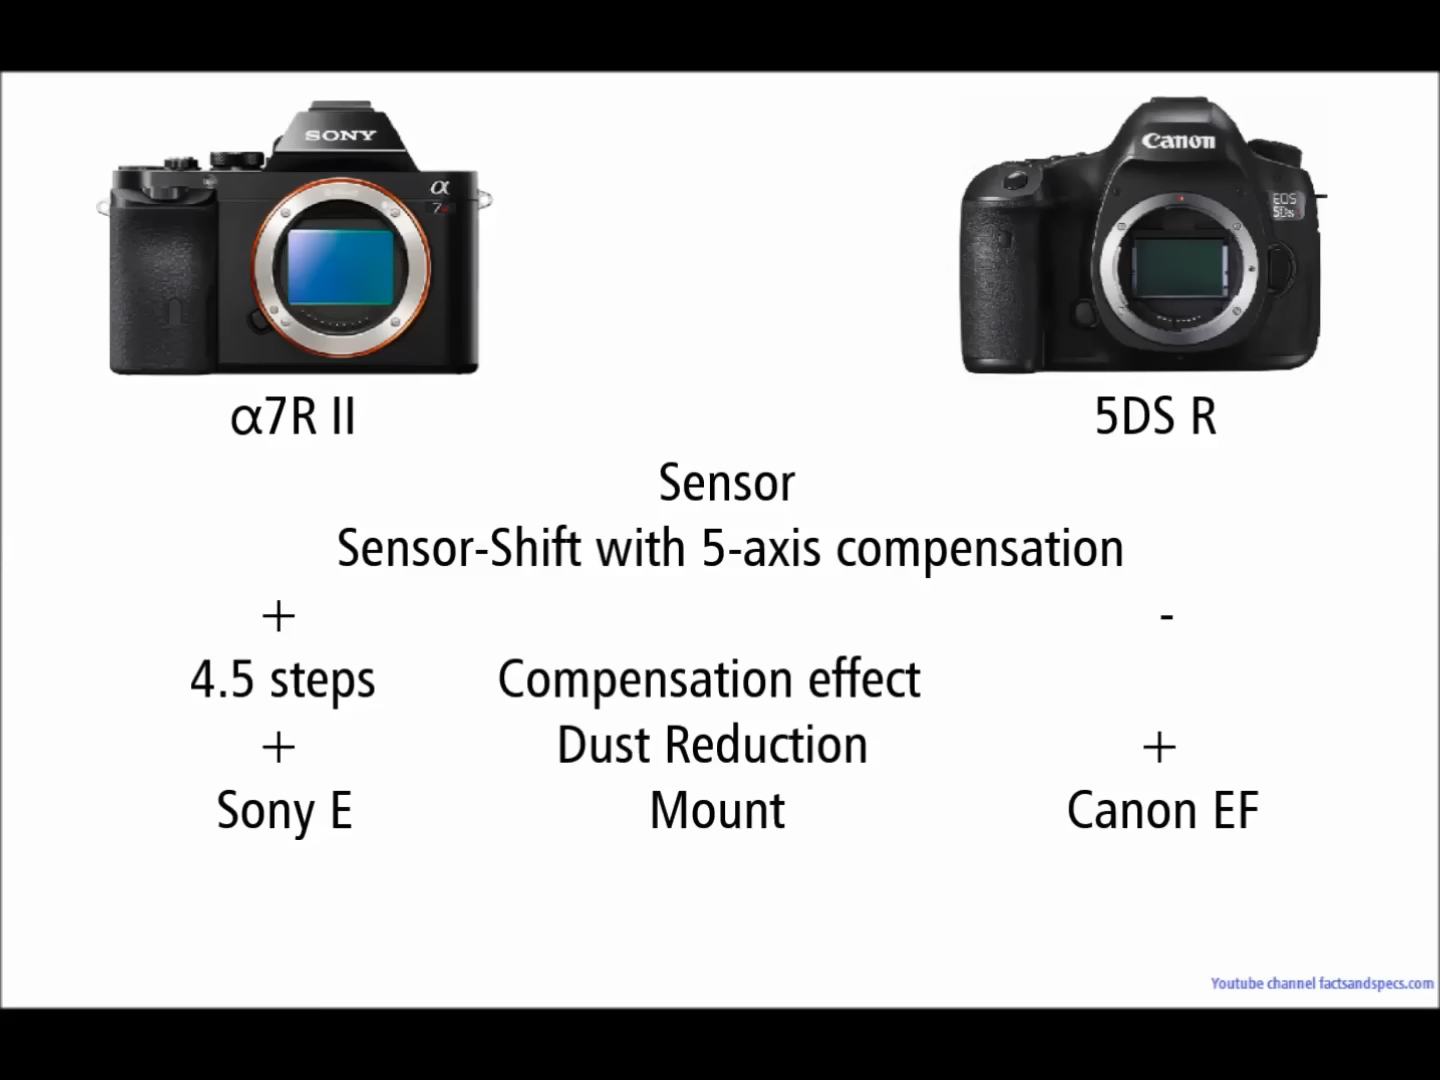 SONY
α
7R
Canon
EOS
5Ds R
α7R II
5DS R
Sensor
Sensor-Shift with 5-axis compensation
+ -
4.5 steps Compensation effect
+ Dust Reduction +
Sony E Mount Canon EF
Youtube channel factsandspecs.com